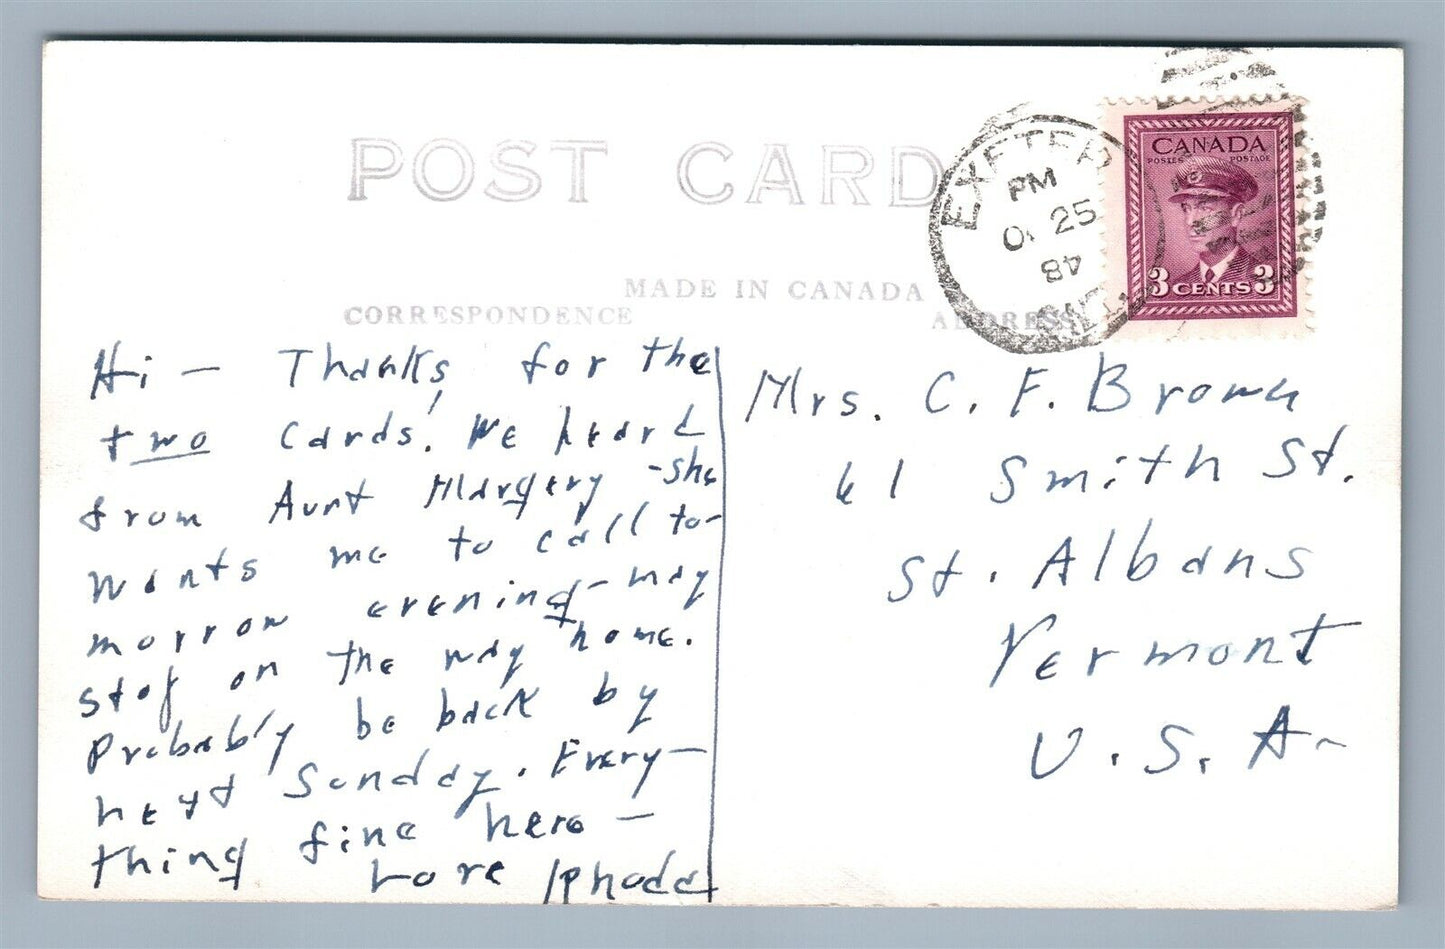 POST CARD
MADE IN CANADA
CORRESPONDENCE
ADDRESS
EXETER
PM
25
48
ONT.
CANADA
POSTES POSTAGE
3 CENTS 3
Hi — Thanks for the
two cards! We heard
from Aunt Margery - she
wants me to call to-
morrow evening - may
stop on the way home.
Probably be back by
next Sunday. Every-
thing fine here —
Love Rhoda
Mrs. C. F. Brown
61 Smith St.
St. Albans
Vermont
U. S. A.